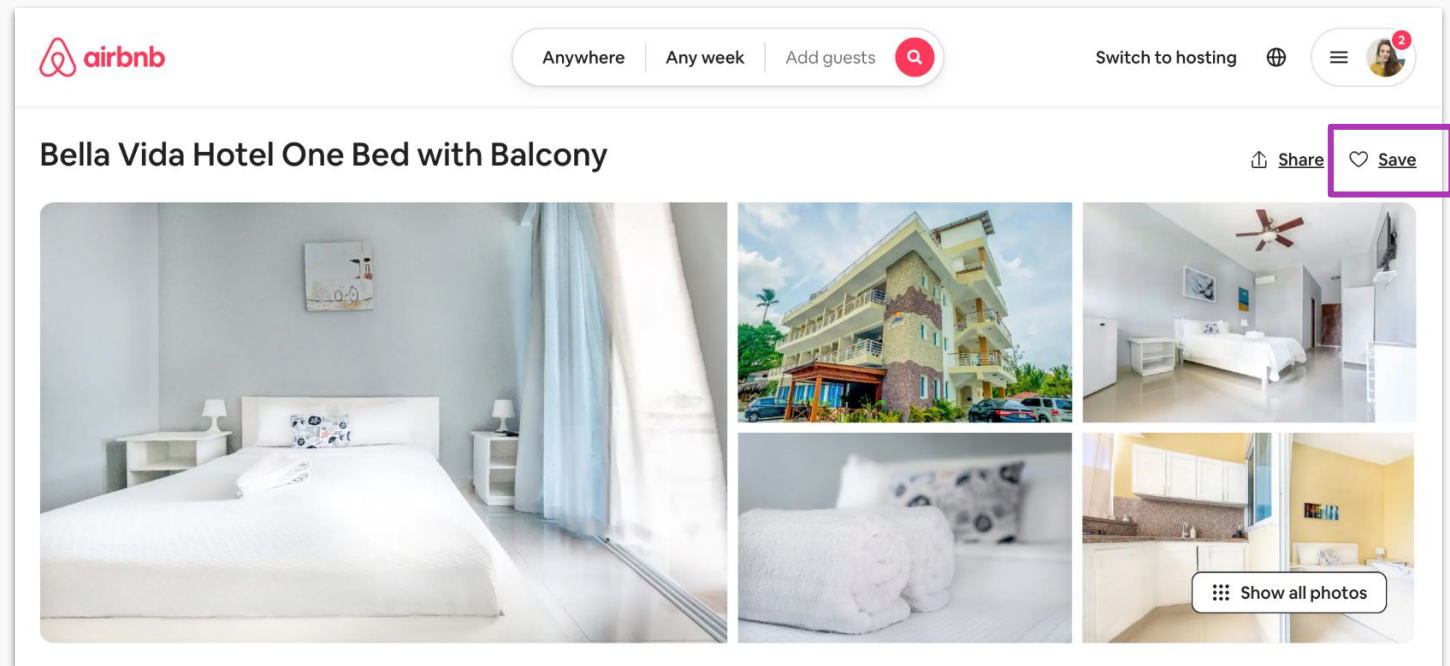 airbnb
Anywhere Any week Add guests
Switch to hosting
2
Bella Vida Hotel One Bed with Balcony
Share Save
Show all photos